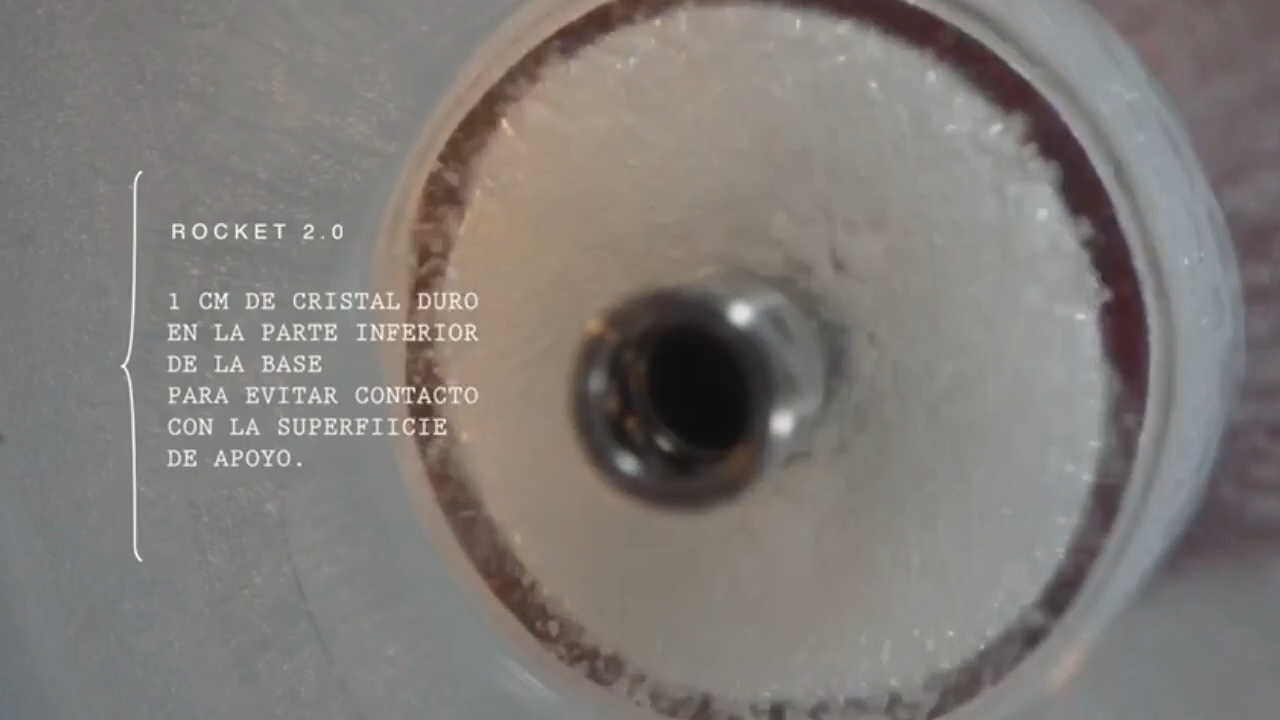 ROCKET 2.0
1 CM DE CRISTAL DURO
EN LA PARTE INFERIOR
DE LA BASE
PARA EVITAR CONTACTO
CON LA SUPERFIICIE
DE APOYO.